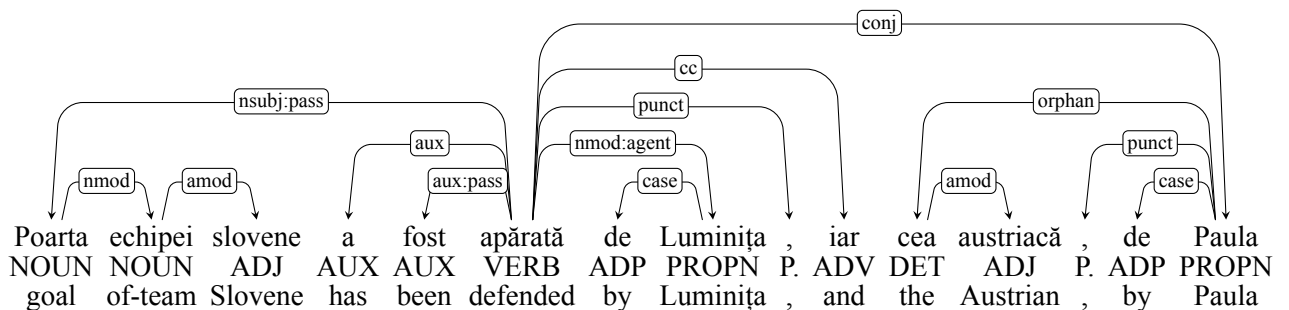 conj
cc
nsubj:pass punct orphan
aux nmod:agent punct
nmod amod aux:pass case amod case
Poarta echipei slovene a fost apărată de Luminița , iar cea austriacă , de Paula
NOUN NOUN ADJ AUX AUX VERB ADP PROPN P. ADV DET ADJ P. ADP PROPN
goal of-team Slovene has been defended by Luminița , and the Austrian , by Paula